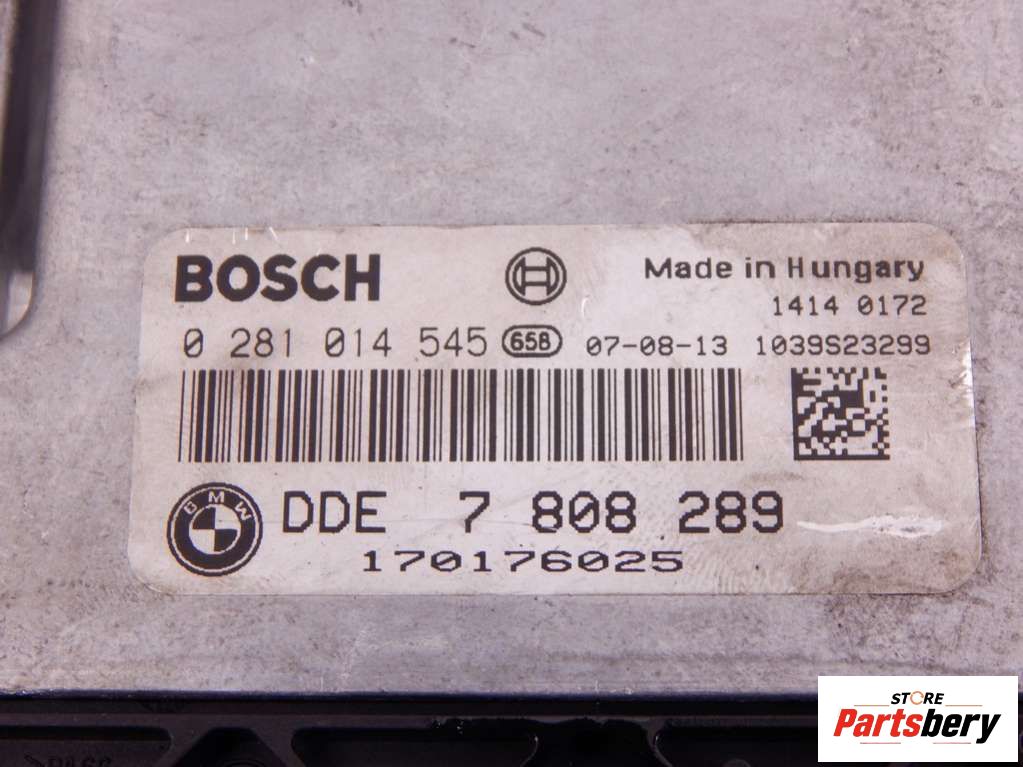 BOSCH
Made in Hungary
1414 0172
0 281 014 545 658 07-08-13 1039S23299
BMW
DDE 7 808 289
170176025
STORE
Partsbery